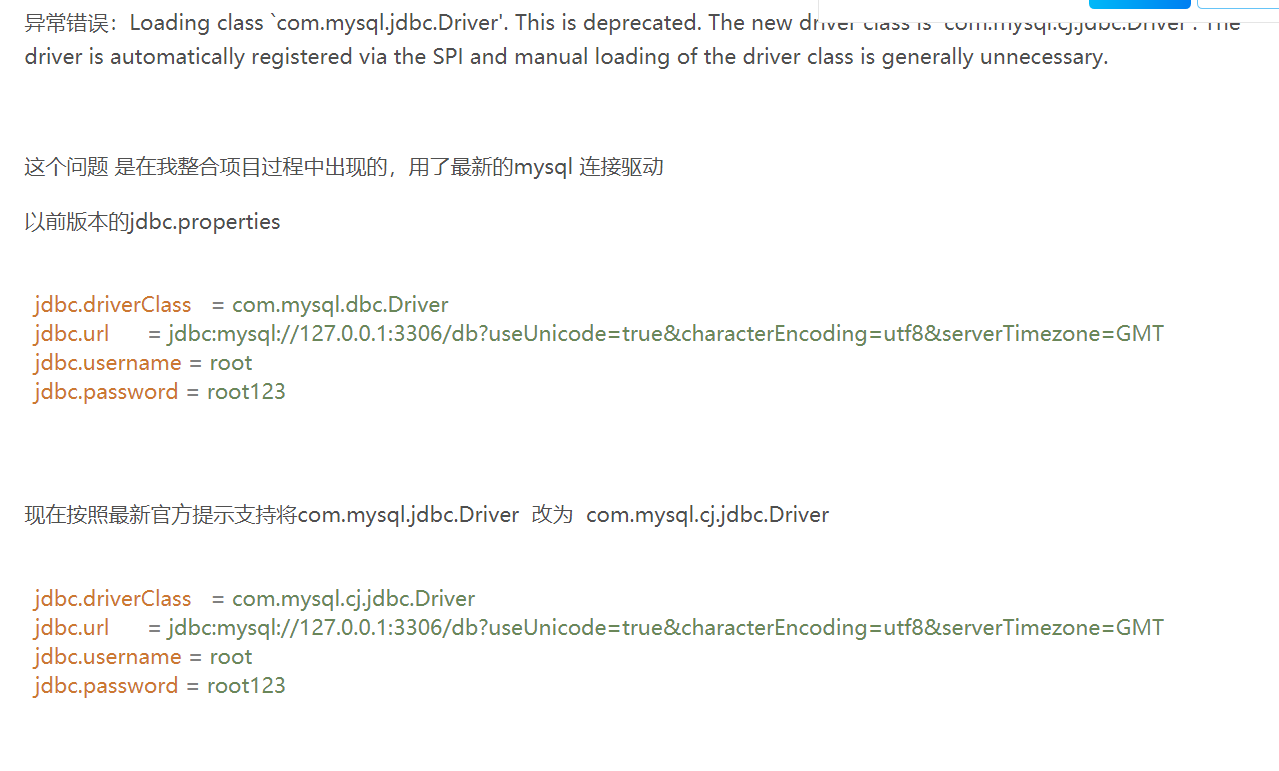 异常错误：Loading class `com.mysql.jdbc.Driver'. This is deprecated. The new driver class is `com.mysql.cj.jdbc.Driver'. The
driver is automatically registered via the SPI and manual loading of the driver class is generally unnecessary.
这个问题 是在我整合项目过程中出现的，用了最新的mysql 连接驱动
以前版本的jdbc.properties
jdbc.driverClass = com.mysql.dbc.Driver
jdbc.url = jdbc:mysql://127.0.0.1:3306/db?useUnicode=true&characterEncoding=utf8&serverTimezone=GMT
jdbc.username = root
jdbc.password = root123
现在按照最新官方提示支持将com.mysql.jdbc.Driver 改为 com.mysql.cj.jdbc.Driver
jdbc.driverClass = com.mysql.cj.jdbc.Driver
jdbc.url = jdbc:mysql://127.0.0.1:3306/db?useUnicode=true&characterEncoding=utf8&serverTimezone=GMT
jdbc.username = root
jdbc.password = root123